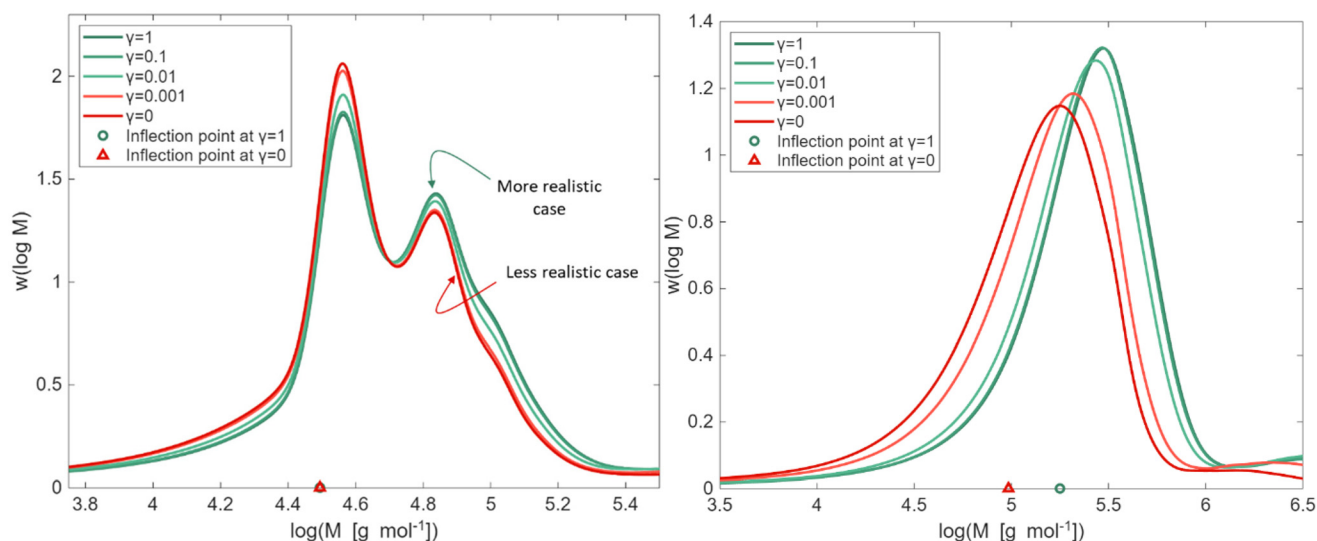 γ=1
γ=0.1
γ=0.01
γ=0.001
γ=0
Inflection point at γ=1
Inflection point at γ=0
More realistic
case
Less realistic case
w(log M)
2
1.5
1
0.5
0
3.8 4 4.2 4.4 4.6 4.8 5 5.2 5.4
log(M [g mol⁻¹])
γ=1
γ=0.1
γ=0.01
γ=0.001
γ=0
Inflection point at γ=1
Inflection point at γ=0
w(log M)
1.4
1.2
1
0.8
0.6
0.4
0.2
0
3.5 4 4.5 5 5.5 6 6.5
log(M [g mol⁻¹])